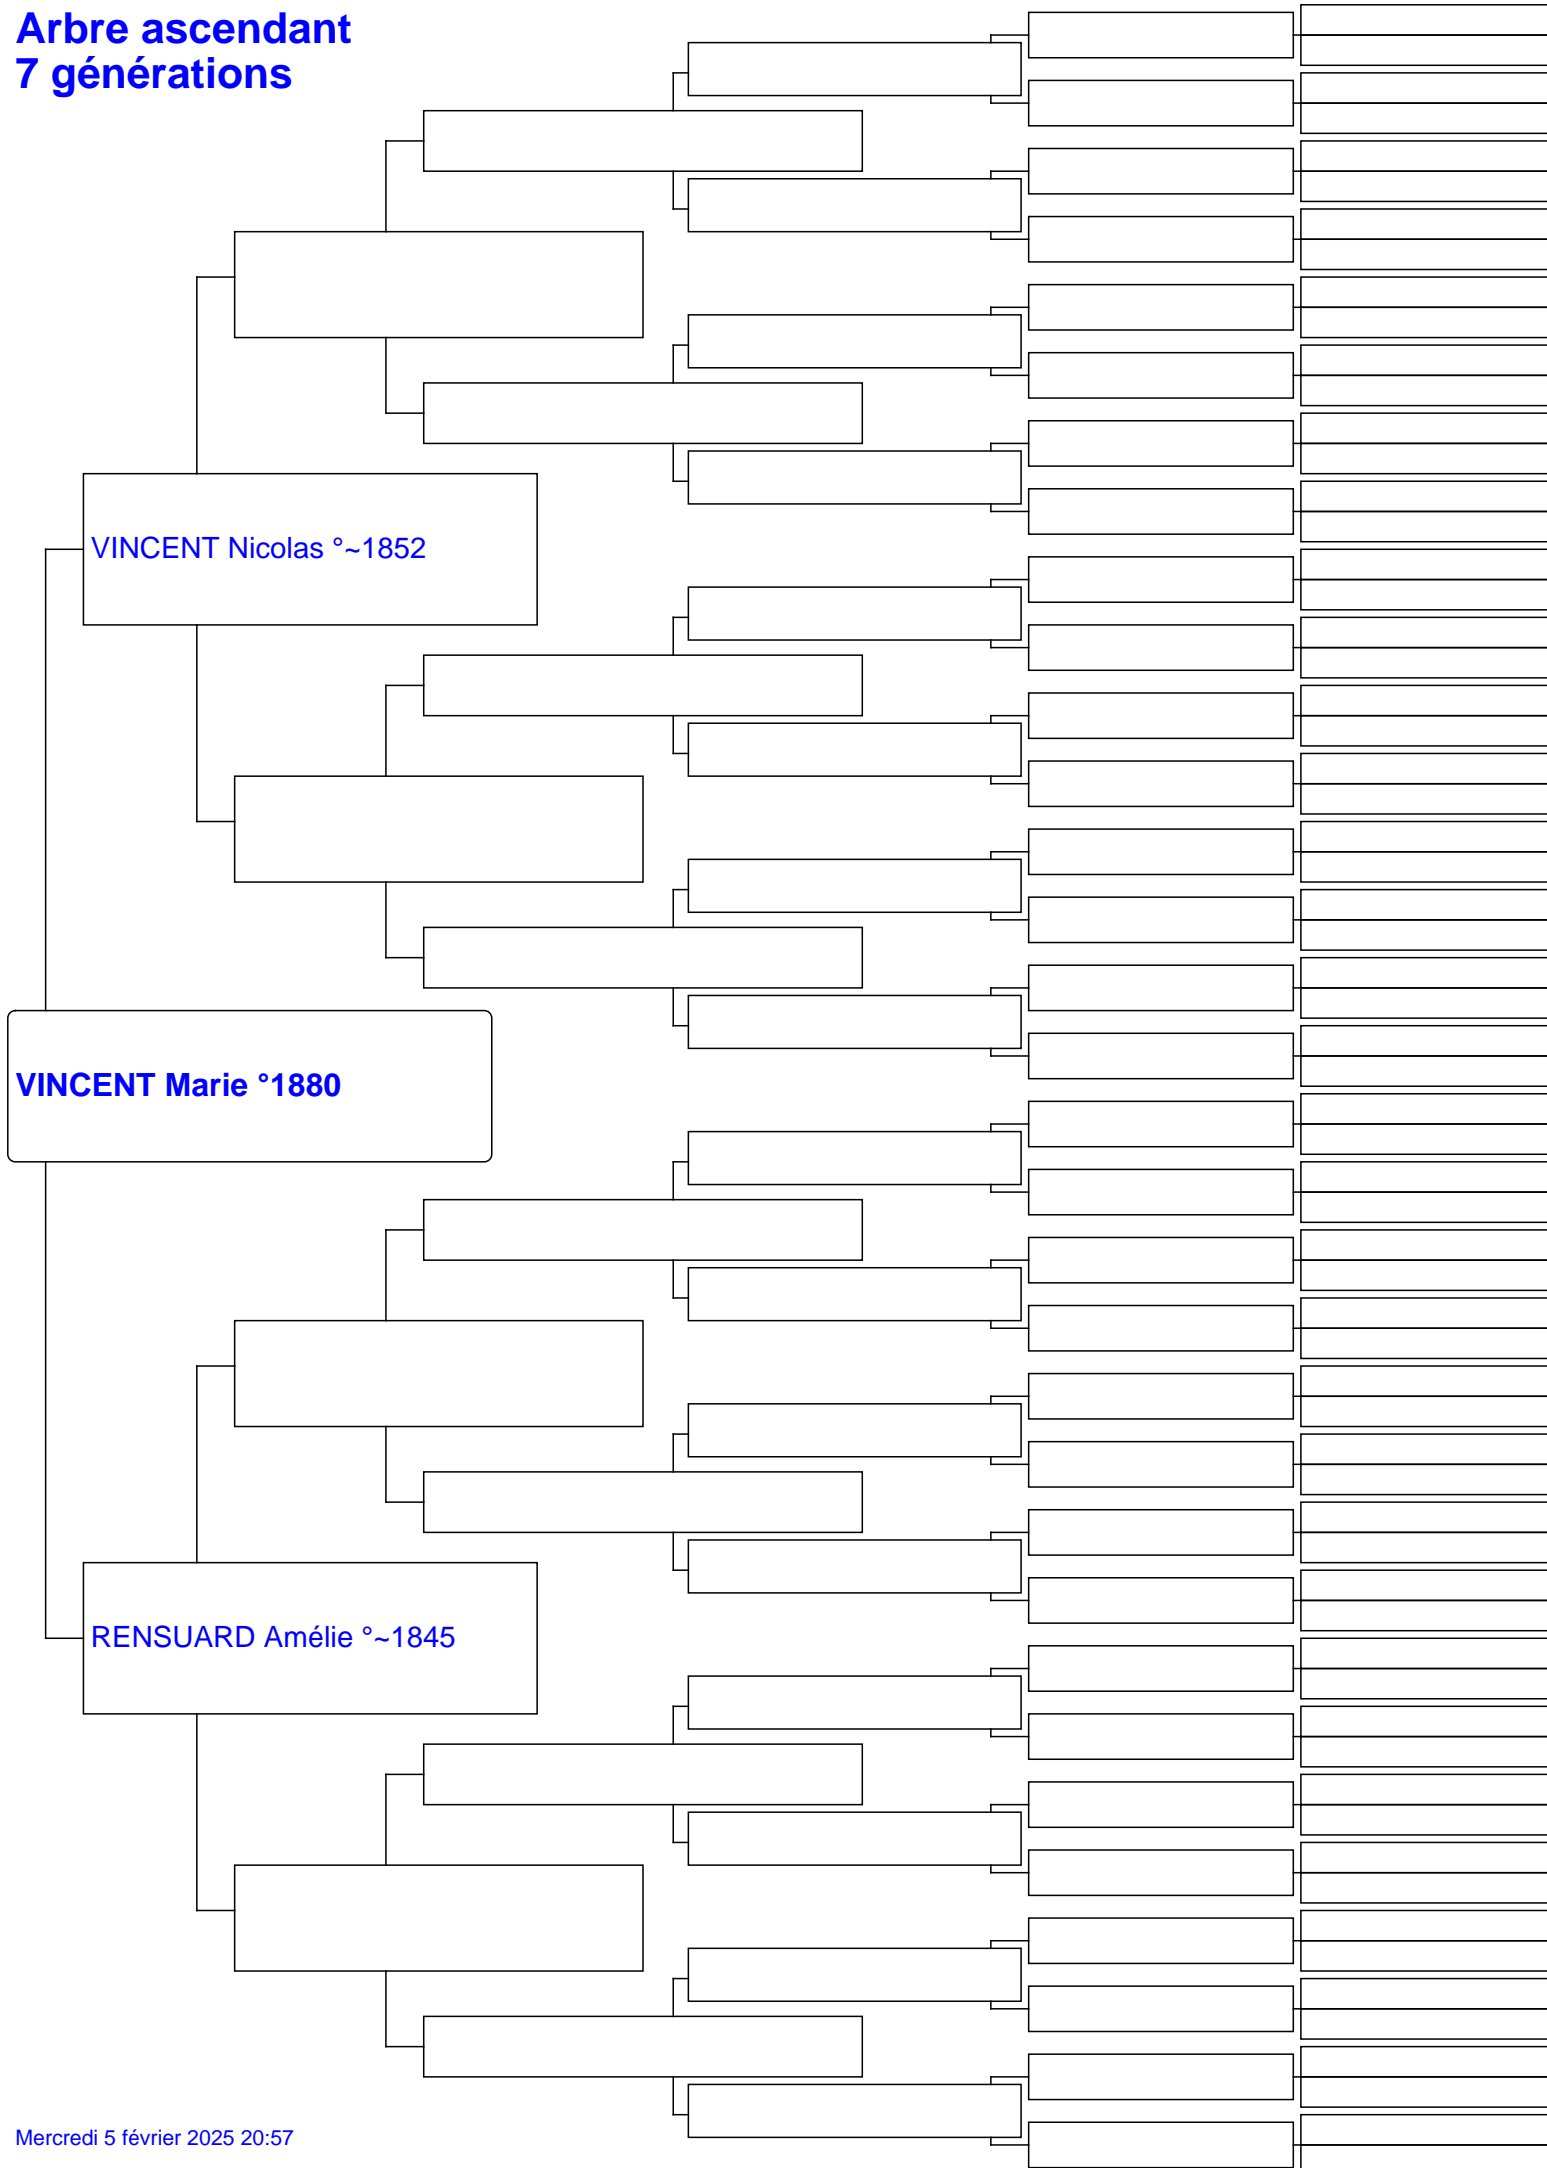 Arbre ascendant
7 générations
VINCENT Nicolas °~1852
VINCENT Marie °1880
RENSUARD Amélie °~1845
Mercredi 5 février 2025 20:57